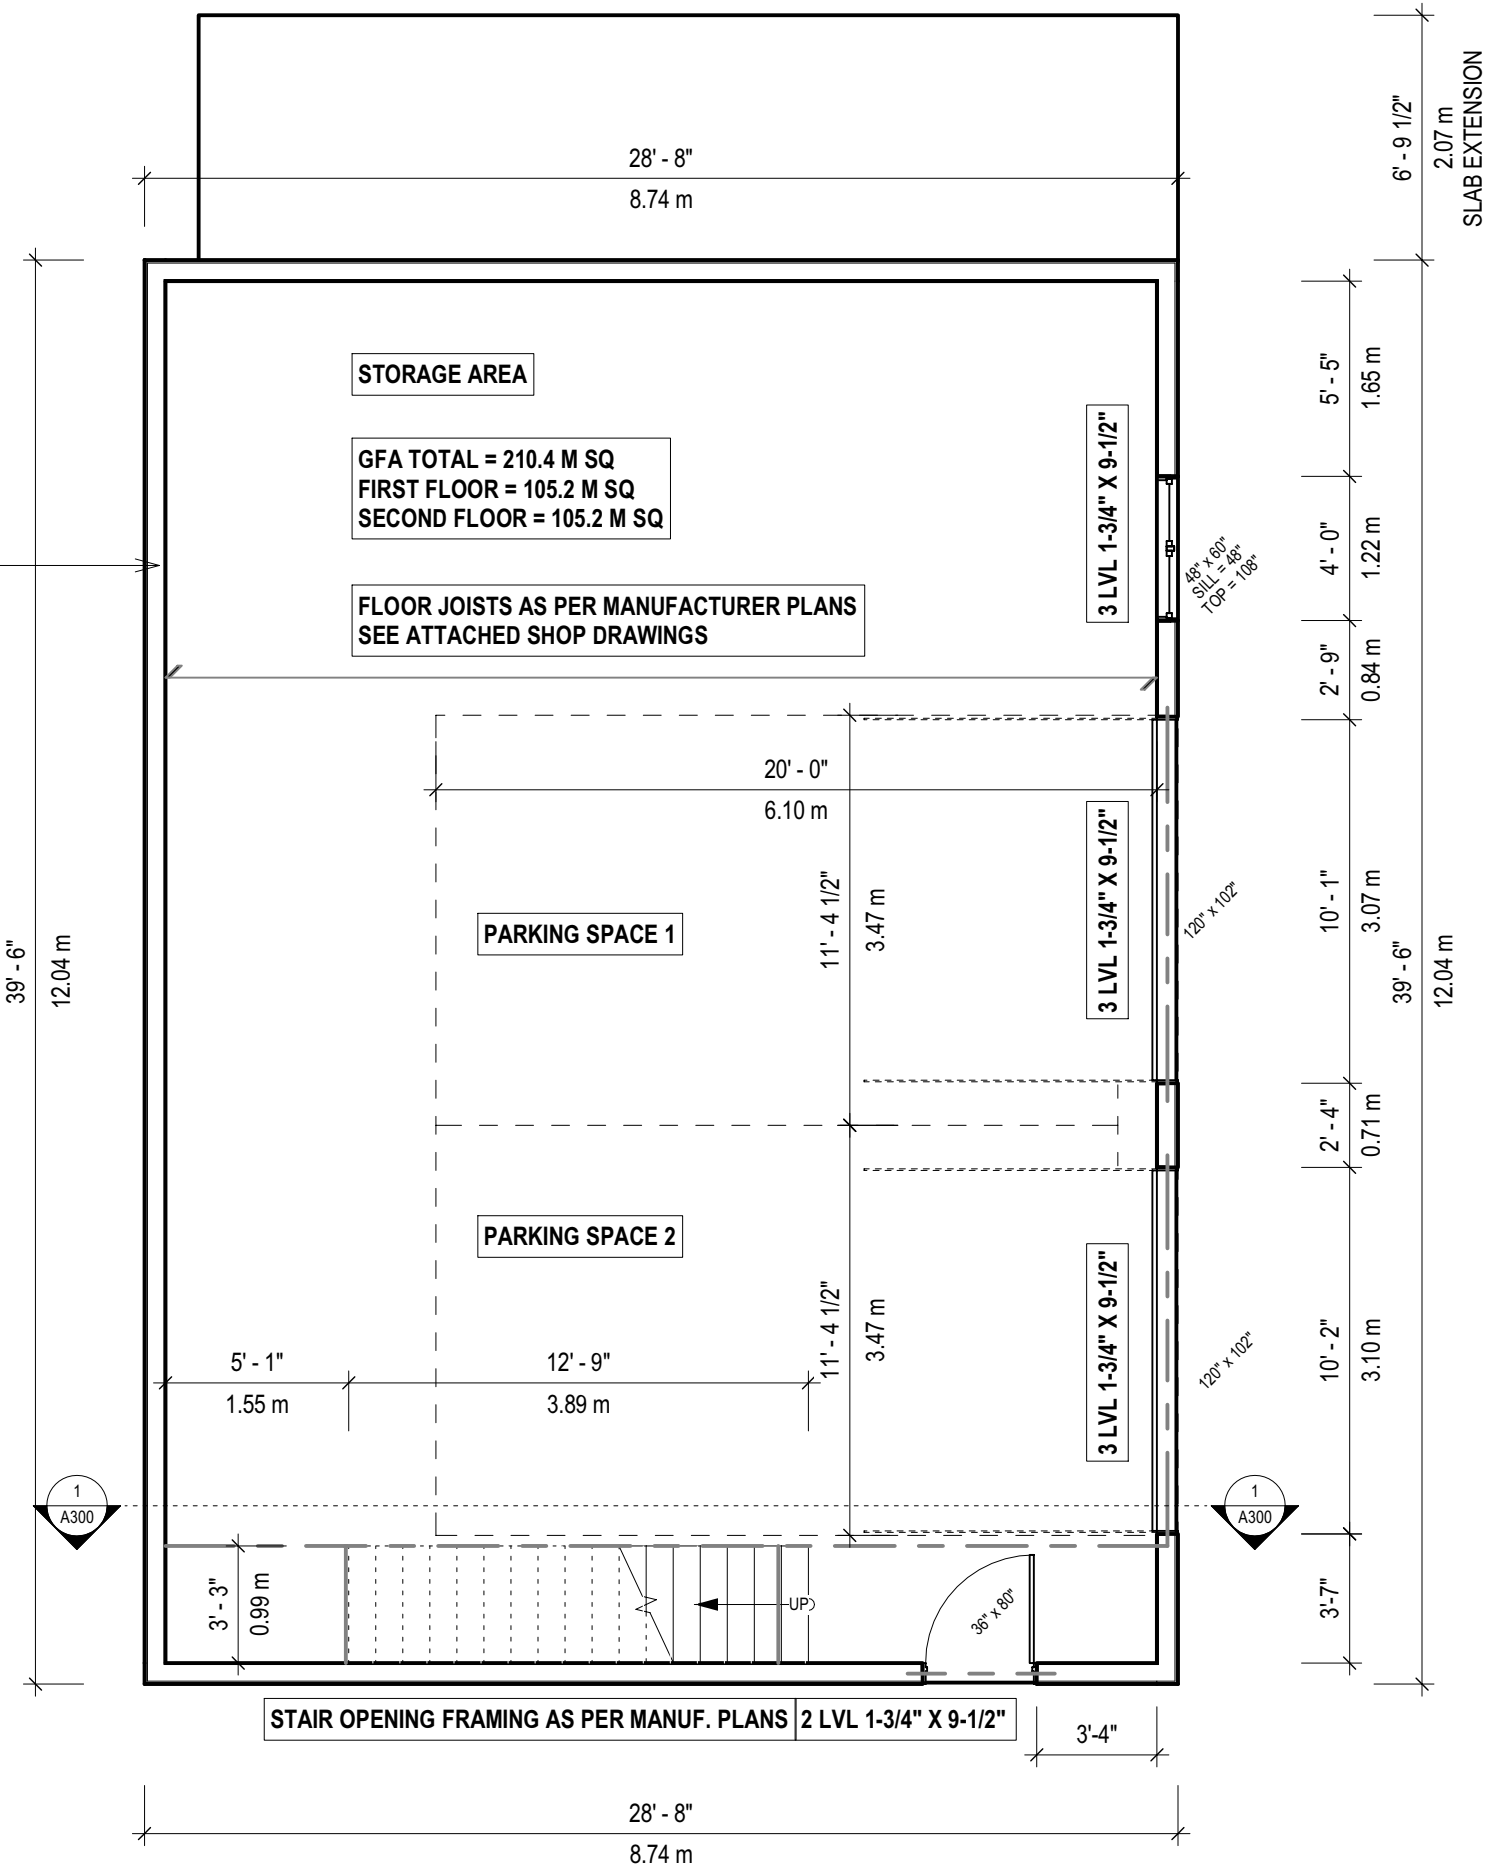 6' - 9 1/2"
2.07 m
SLAB EXTENSION
28' - 8"
8.74 m
STORAGE AREA
GFA TOTAL = 210.4 M SQ
FIRST FLOOR = 105.2 M SQ
SECOND FLOOR = 105.2 M SQ
FLOOR JOISTS AS PER MANUFACTURER PLANS
SEE ATTACHED SHOP DRAWINGS
3 LVL 1-3/4" X 9-1/2"
48" x 60"
SILL = 48"
TOP = 108"
5' - 5"
1.65 m
4' - 0"
1.22 m
2' - 9"
0.84 m
20' - 0"
6.10 m
11' - 4 1/2"
3.47 m
PARKING SPACE 1
3 LVL 1-3/4" X 9-1/2"
120" x 102"
10' - 1"
3.07 m
39' - 6"
12.04 m
39' - 6"
12.04 m
2' - 4"
0.71 m
PARKING SPACE 2
11' - 4 1/2"
3.47 m
3 LVL 1-3/4" X 9-1/2"
120" x 102"
10' - 2"
3.10 m
5' - 1"
1.55 m
12' - 9"
3.89 m
1
A300
1
A300
3' - 3"
0.99 m
UP
36" x 80"
3'-7"
STAIR OPENING FRAMING AS PER MANUF. PLANS
2 LVL 1-3/4" X 9-1/2"
3'-4"
28' - 8"
8.74 m